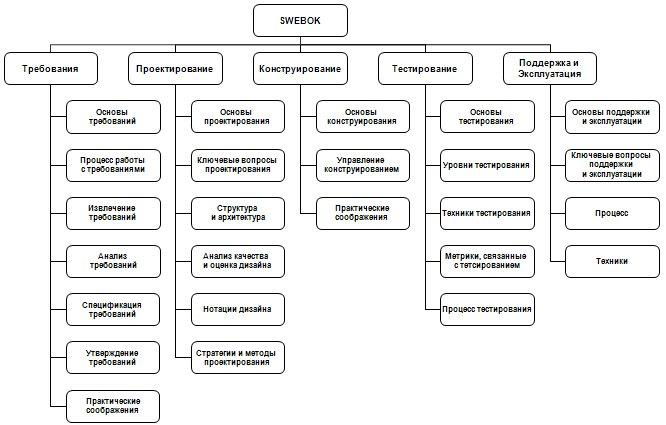 SWEBOK
Требования
Проектирование
Конструирование
Тестирование
Поддержка и
Эксплуатация
Основы
требований
Процесс работы
с требованиями
Извлечение
требований
Анализ
требований
Спецификация
требований
Утверждение
требований
Практические
соображения
Основы
проектирования
Ключевые вопросы
проектирования
Структура
и архитектура
Анализ качества
и оценка дизайна
Нотации дизайна
Стратегии и методы
проектирования
Основы
конструирования
Управление
конструированием
Практические
соображения
Основы
тестирования
Уровни тестирования
Техники тестирования
Метрики, связанные
с тетсированием
Процесс тестирования
Основы поддержки
и эксплуатации
Ключевые вопросы
поддержки
и эксплуатации
Процесс
Техники